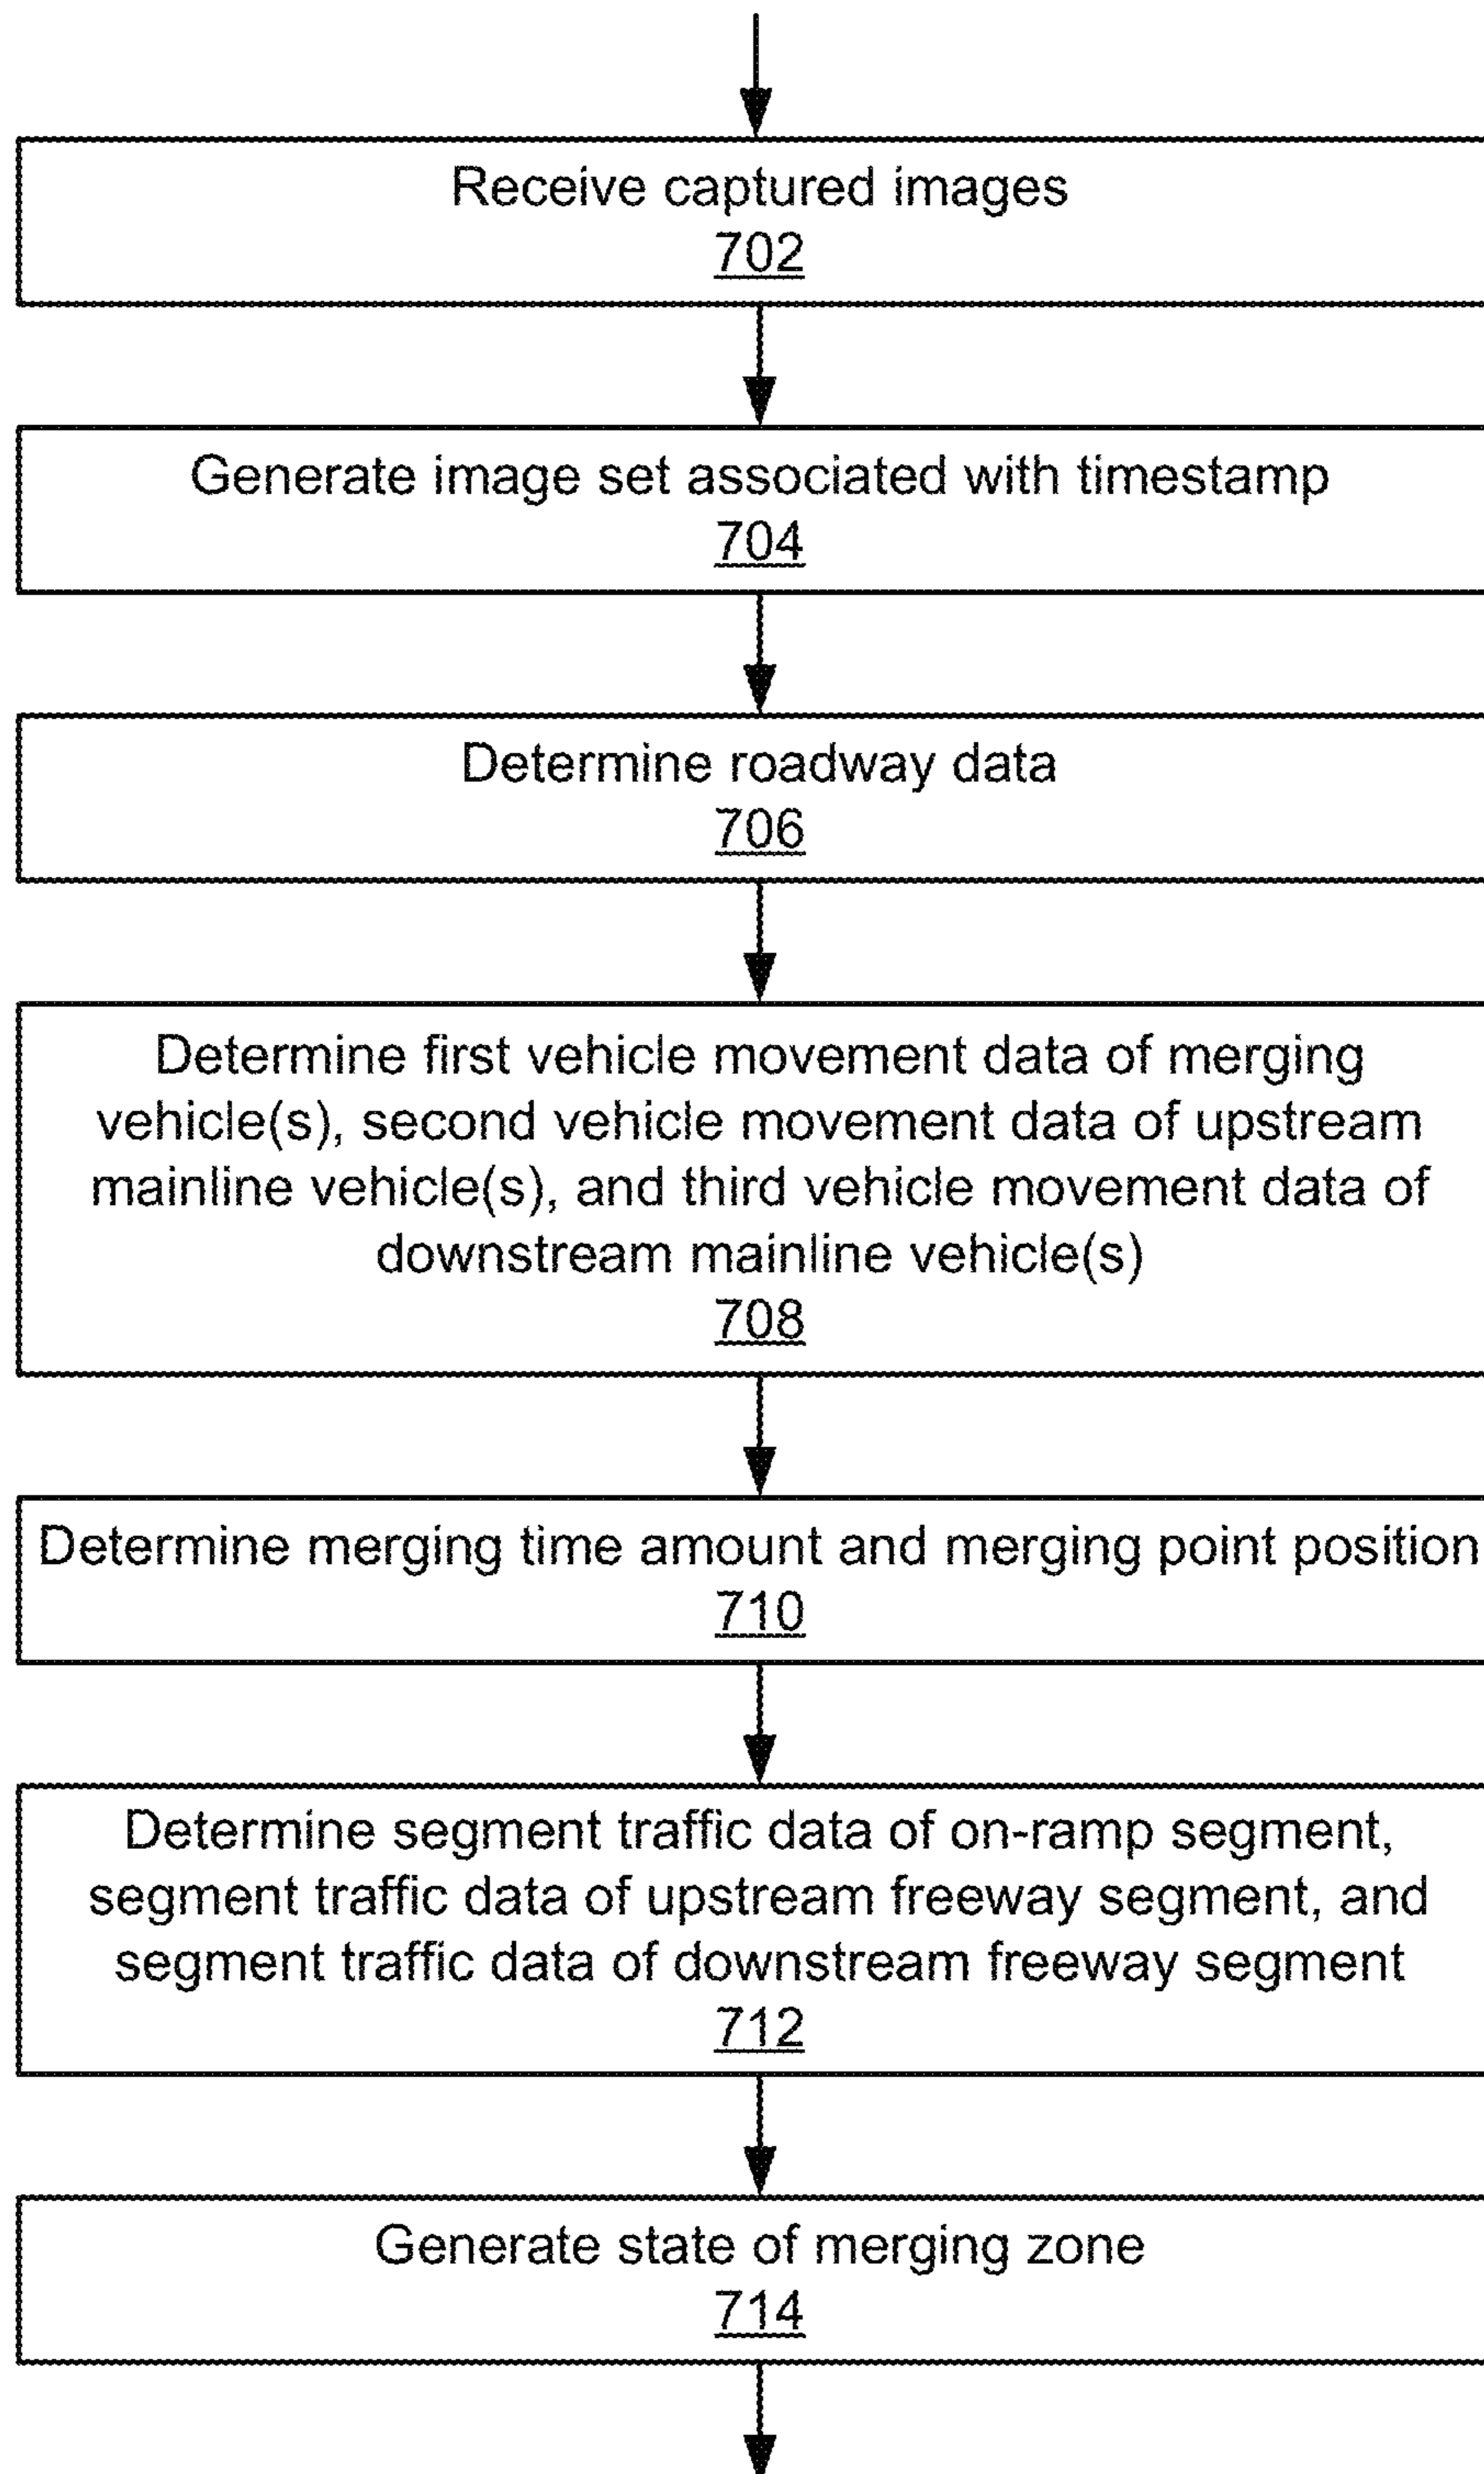 Receive captured images
702
Generate image set associated with timestamp
704
Determine roadway data
706
Determine first vehicle movement data of merging
vehicle(s), second vehicle movement data of upstream
mainline vehicle(s), and third vehicle movement data of
downstream mainline vehicle(s)
708
Determine merging time amount and merging point position
710
Determine segment traffic data of on-ramp segment,
segment traffic data of upstream freeway segment, and
segment traffic data of downstream freeway segment
712
Generate state of merging zone
714